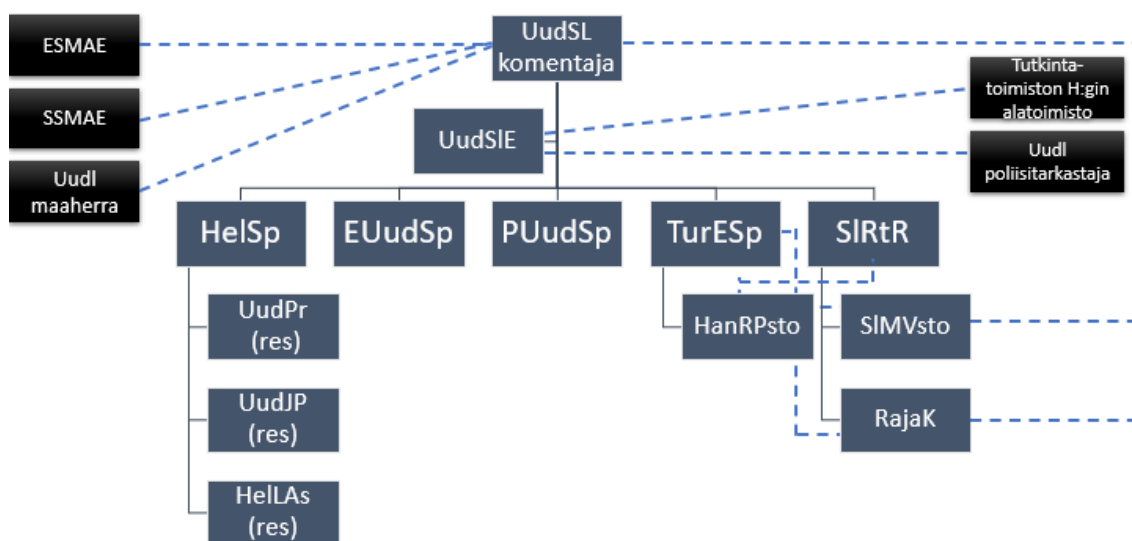 ESMAE
SSMAE
Uudl
maaherra
UudSL
komentaja
UudSlE
Tutkinta-
toimiston H:gin
alatoimisto
Uudl
poliisitarkastaja
HelSp
EUudSp
PUudSp
TurESp
SlRtR
UudPr
(res)
UudJP
(res)
HelLAs
(res)
HanRPsto
SlMVsto
RajaK